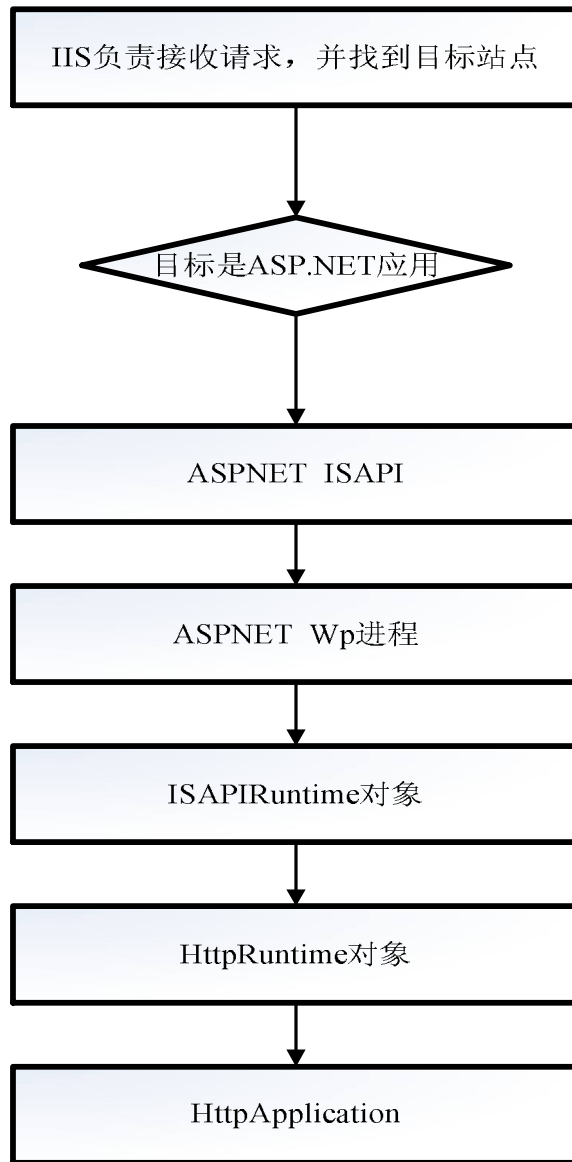 IIS负责接收请求，并找到目标站点
目标是ASP.NET应用
ASPNET ISAPI
ASPNET Wp进程
ISAPIRuntime对象
HttpRuntime对象
HttpApplication